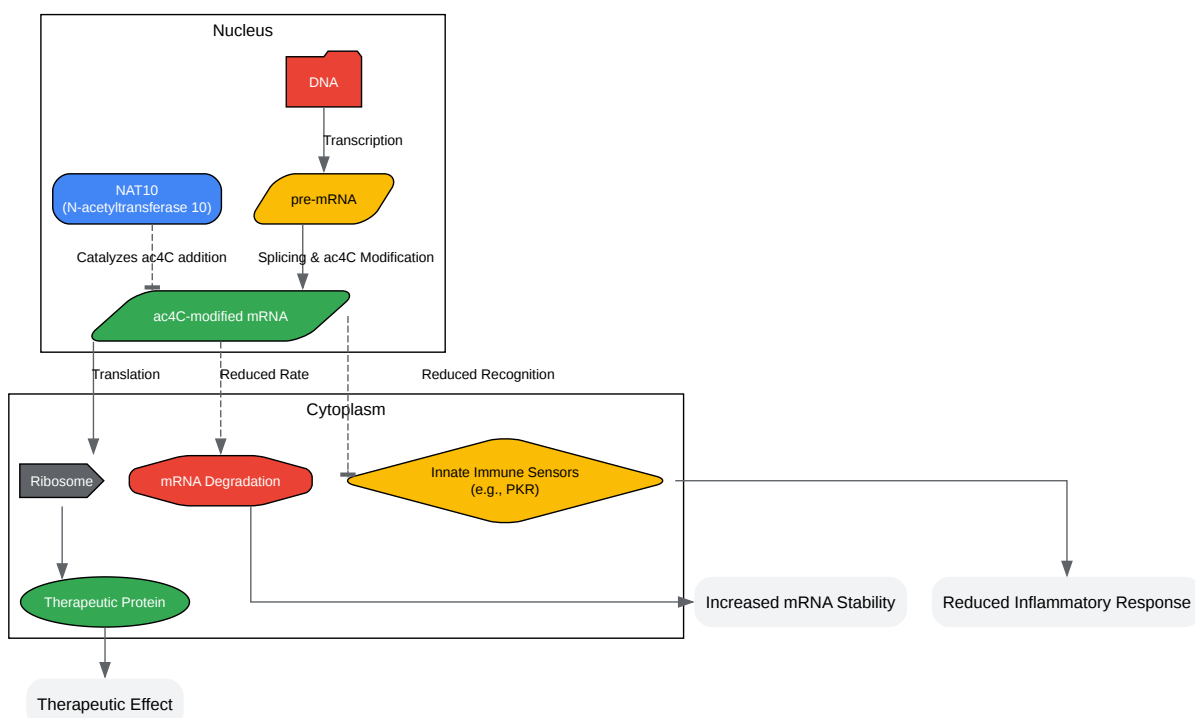 Nucleus
DNA
Transcription
NAT10
(N-acetyltransferase 10)
pre-mRNA
Catalyzes ac4C addition
Splicing & ac4C Modification
ac4C-modified mRNA
Translation
Reduced Rate
Reduced Recognition
Cytoplasm
Ribosome
mRNA Degradation
Innate Immune Sensors
(e.g., PKR)
Therapeutic Protein
Increased mRNA Stability
Reduced Inflammatory Response
Therapeutic Effect